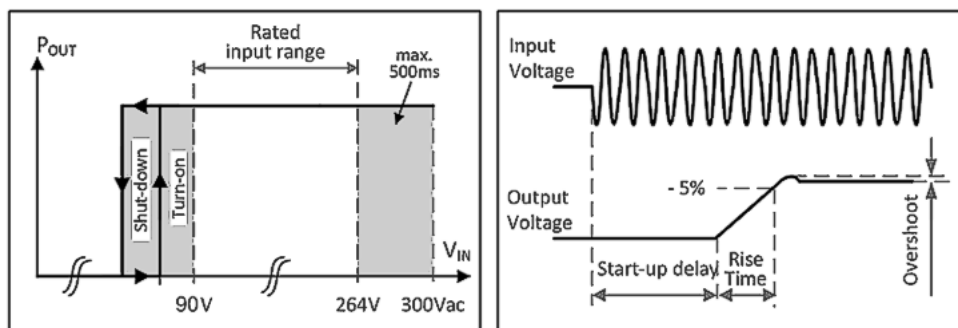 POUT
Rated
input range
max.
500ms
Shut-down
Turn-on
VIN
90V
264V
300Vac
Input
Voltage
Output
Voltage
- 5%
Start-up delay
Rise
Time
Overshoot